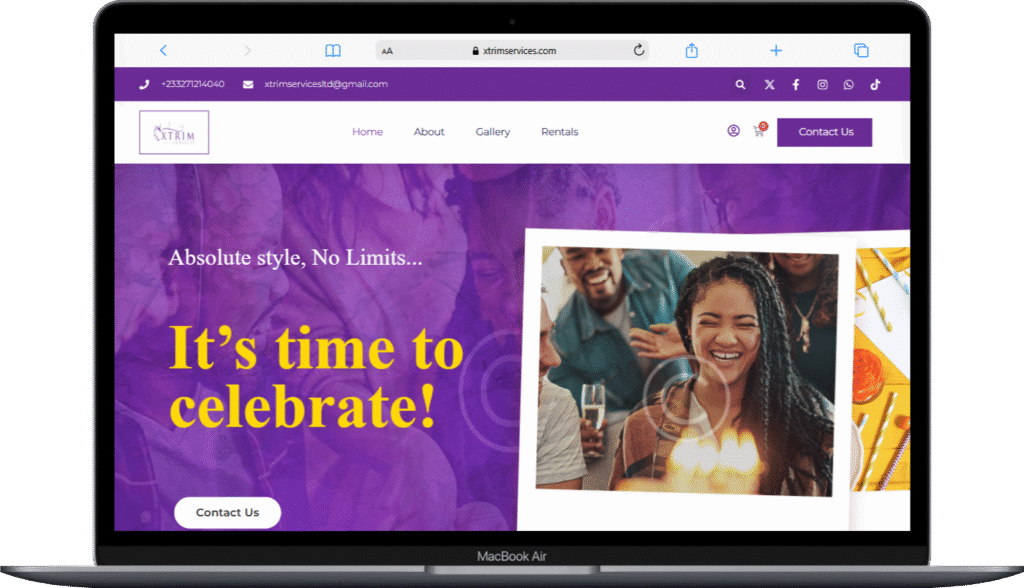 AA
xtrimservices.com
+233271214040
xtrimservicesltd@gmail.com
XTRIM
Home
About
Gallery
Rentals
0
Contact Us
Absolute style, No Limits...
It’s time to
celebrate!
Contact Us
MacBook Air